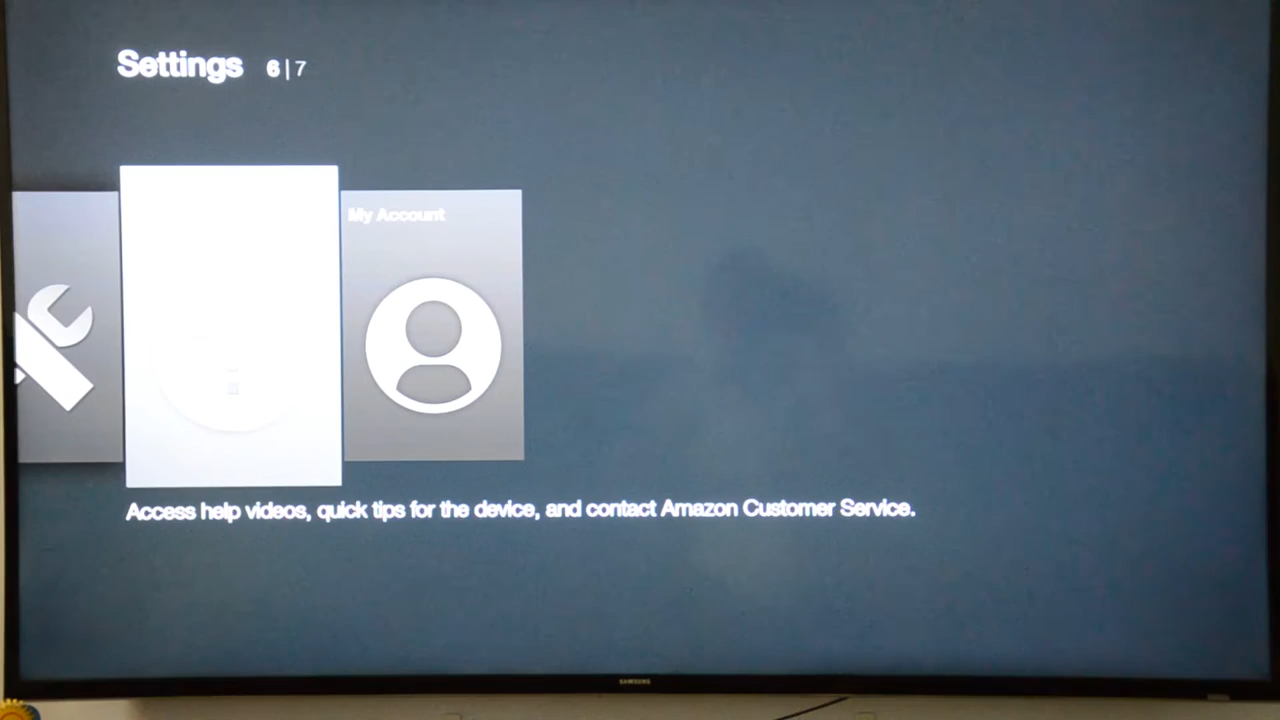 Settings 6|7
My Account
Access help videos, quick tips for the device, and contact Amazon Customer Service.
SAMSUNG